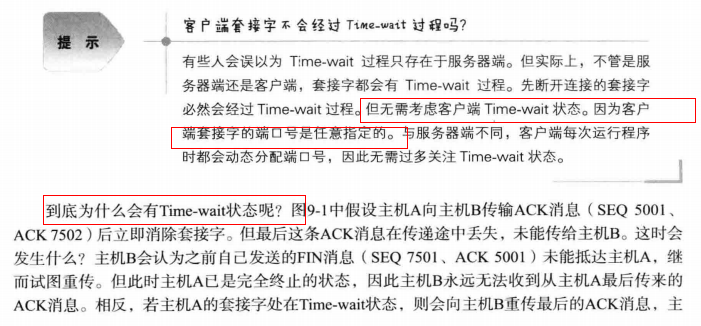 提 示
客户端套接字不会经过 Time-wait 过程吗?
有些人会误以为 Time-wait 过程只存在于服务器端。但实际上,不管是服
务器端还是客户端,套接字都会有 Time-wait 过程。先断开连接的套接字
必然会经过 Time-wait 过程。但无需考虑客户端 Time-wait 状态。因为客户
端套接字的端口号是任意指定的。与服务器端不同,客户端每次运行程序
时都会动态分配端口号,因此无需过多关注 Time-wait 状态。
到底为什么会有Time-wait状态呢?图9-1中假设主机A向主机B传输ACK消息(SEQ 5001、
ACK 7502)后立即消除套接字。但最后这条ACK消息在传递途中丢失,未能传给主机B。这时会
发生什么?主机B会认为之前自己发送的FIN消息(SEQ 7501、ACK 5001)未能抵达主机A,继
而试图重传。但此时主机A已是完全终止的状态,因此主机B永远无法收到从主机A最后传来的
ACK消息。相反,若主机A的套接字处在Time-wait状态,则会向主机B重传最后的ACK消息,主